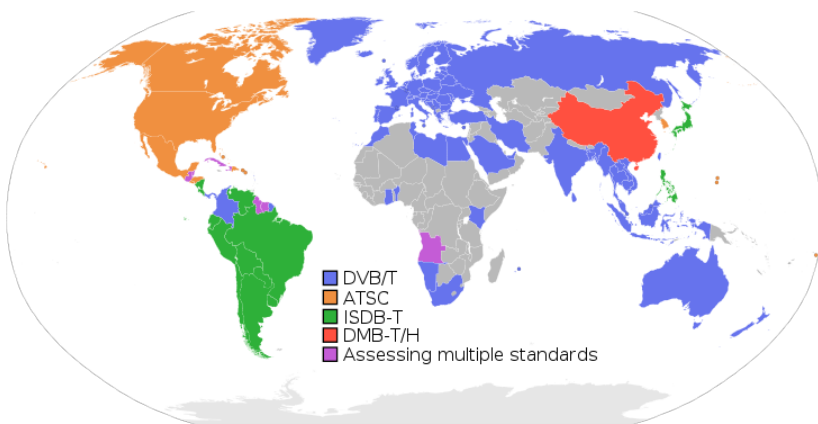 DVB/T
ATSC
ISDB-T
DMB-T/H
Assessing multiple standards